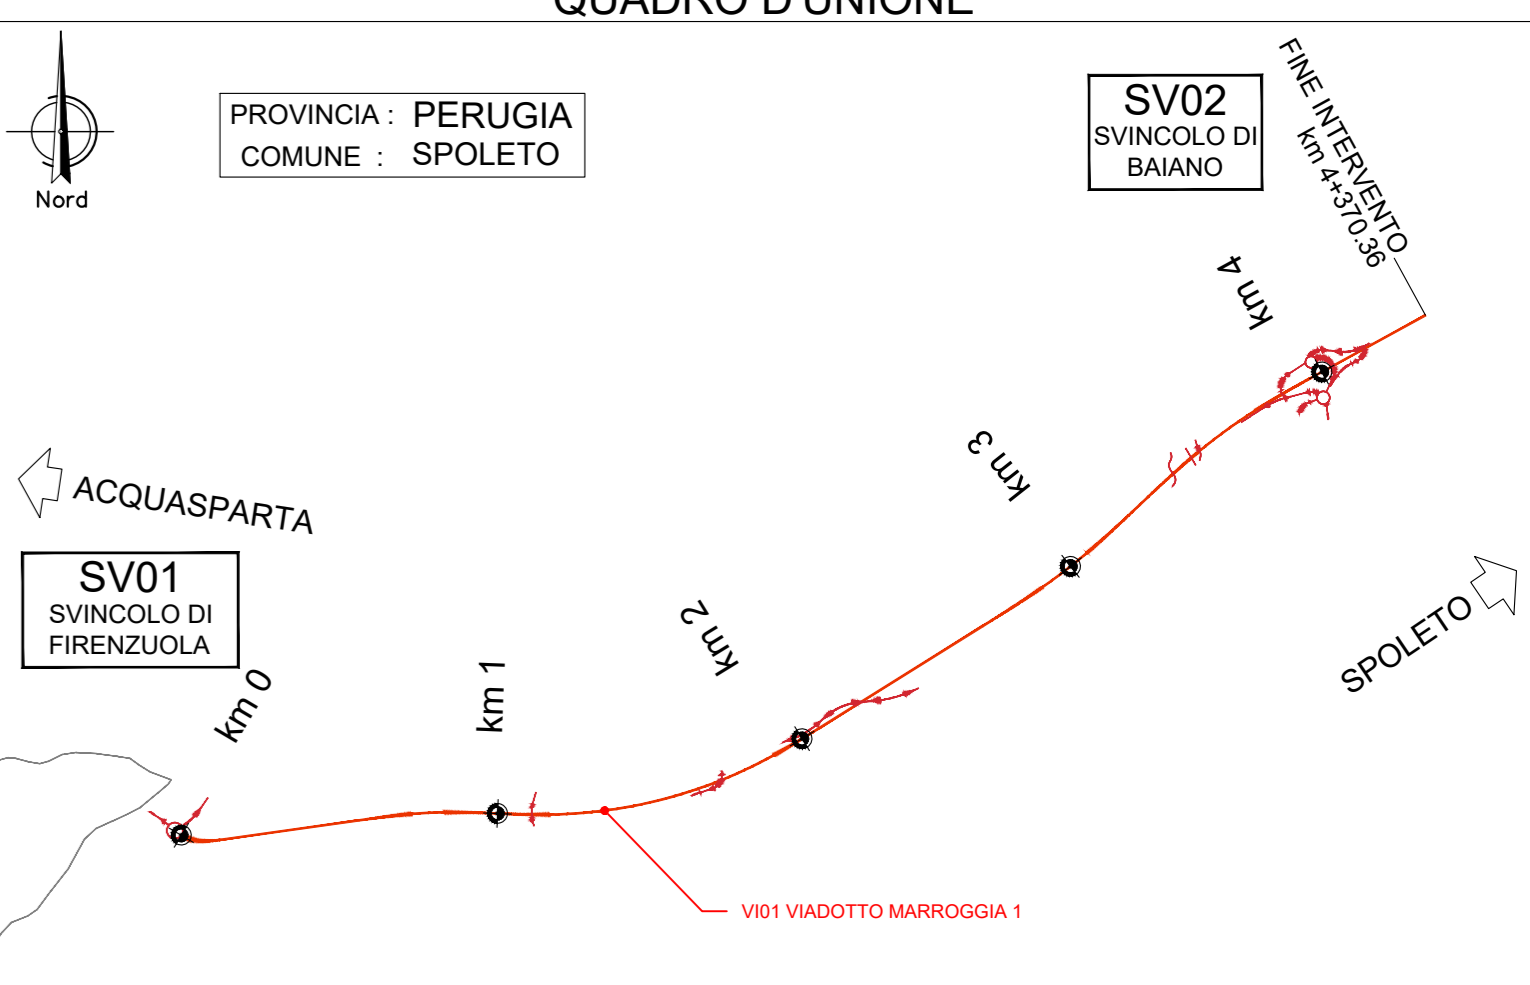 QUADRO D'UNIONE
Nord
PROVINCIA : PERUGIA
COMUNE : SPOLETO
SV02
SVINCOLO DI
BAIANO
FINE INTERVENTO
km 4+370.36
km 4
km 3
ACQUASPARTA
SV01
SVINCOLO DI
FIRENZUOLA
km 0
km 1
km 2
SPOLETO
VI01 VIADOTTO MARROGGIA 1